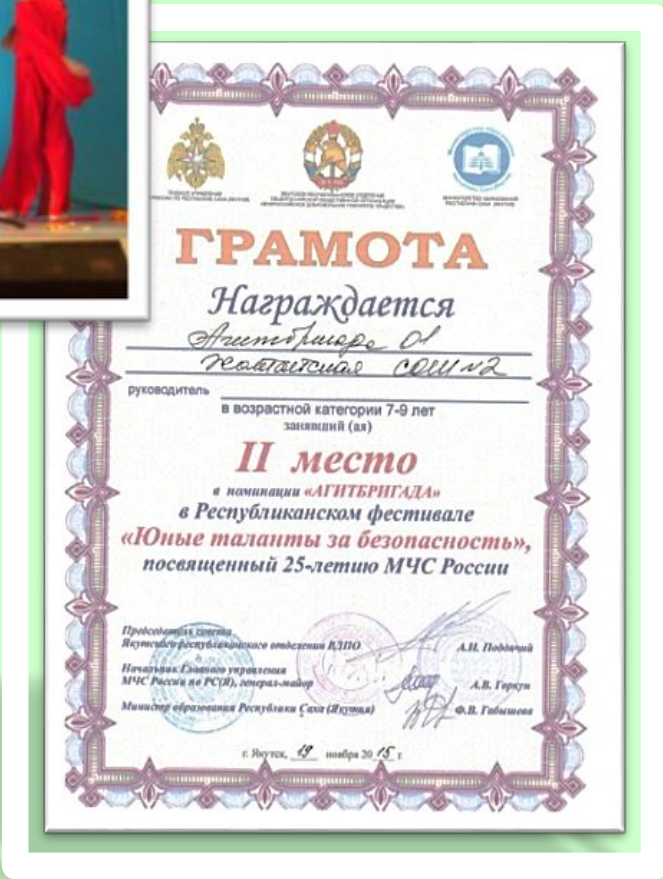 ГРАМОТА
Награждается
Агитбригада 01
СОШ №2
руководитель
в возрастной категории 7-9 лет
занявший (ая)
II место
в номинации «АГИТБРИГАДА»
в Республиканском фестивале
«Юные таланты за безопасность»,
посвященный 25-летию МЧС России
Председатель совета
Якутского республиканского отделения ВДПО А.Н. Поддячий
Начальник Главного управления
МЧС России по РС(Я), генерал-майор А.В. Горкун
Министр образования Республики Саха (Якутия) Ф.В. Габышева
г. Якутск, 19 ноября 2015 г.